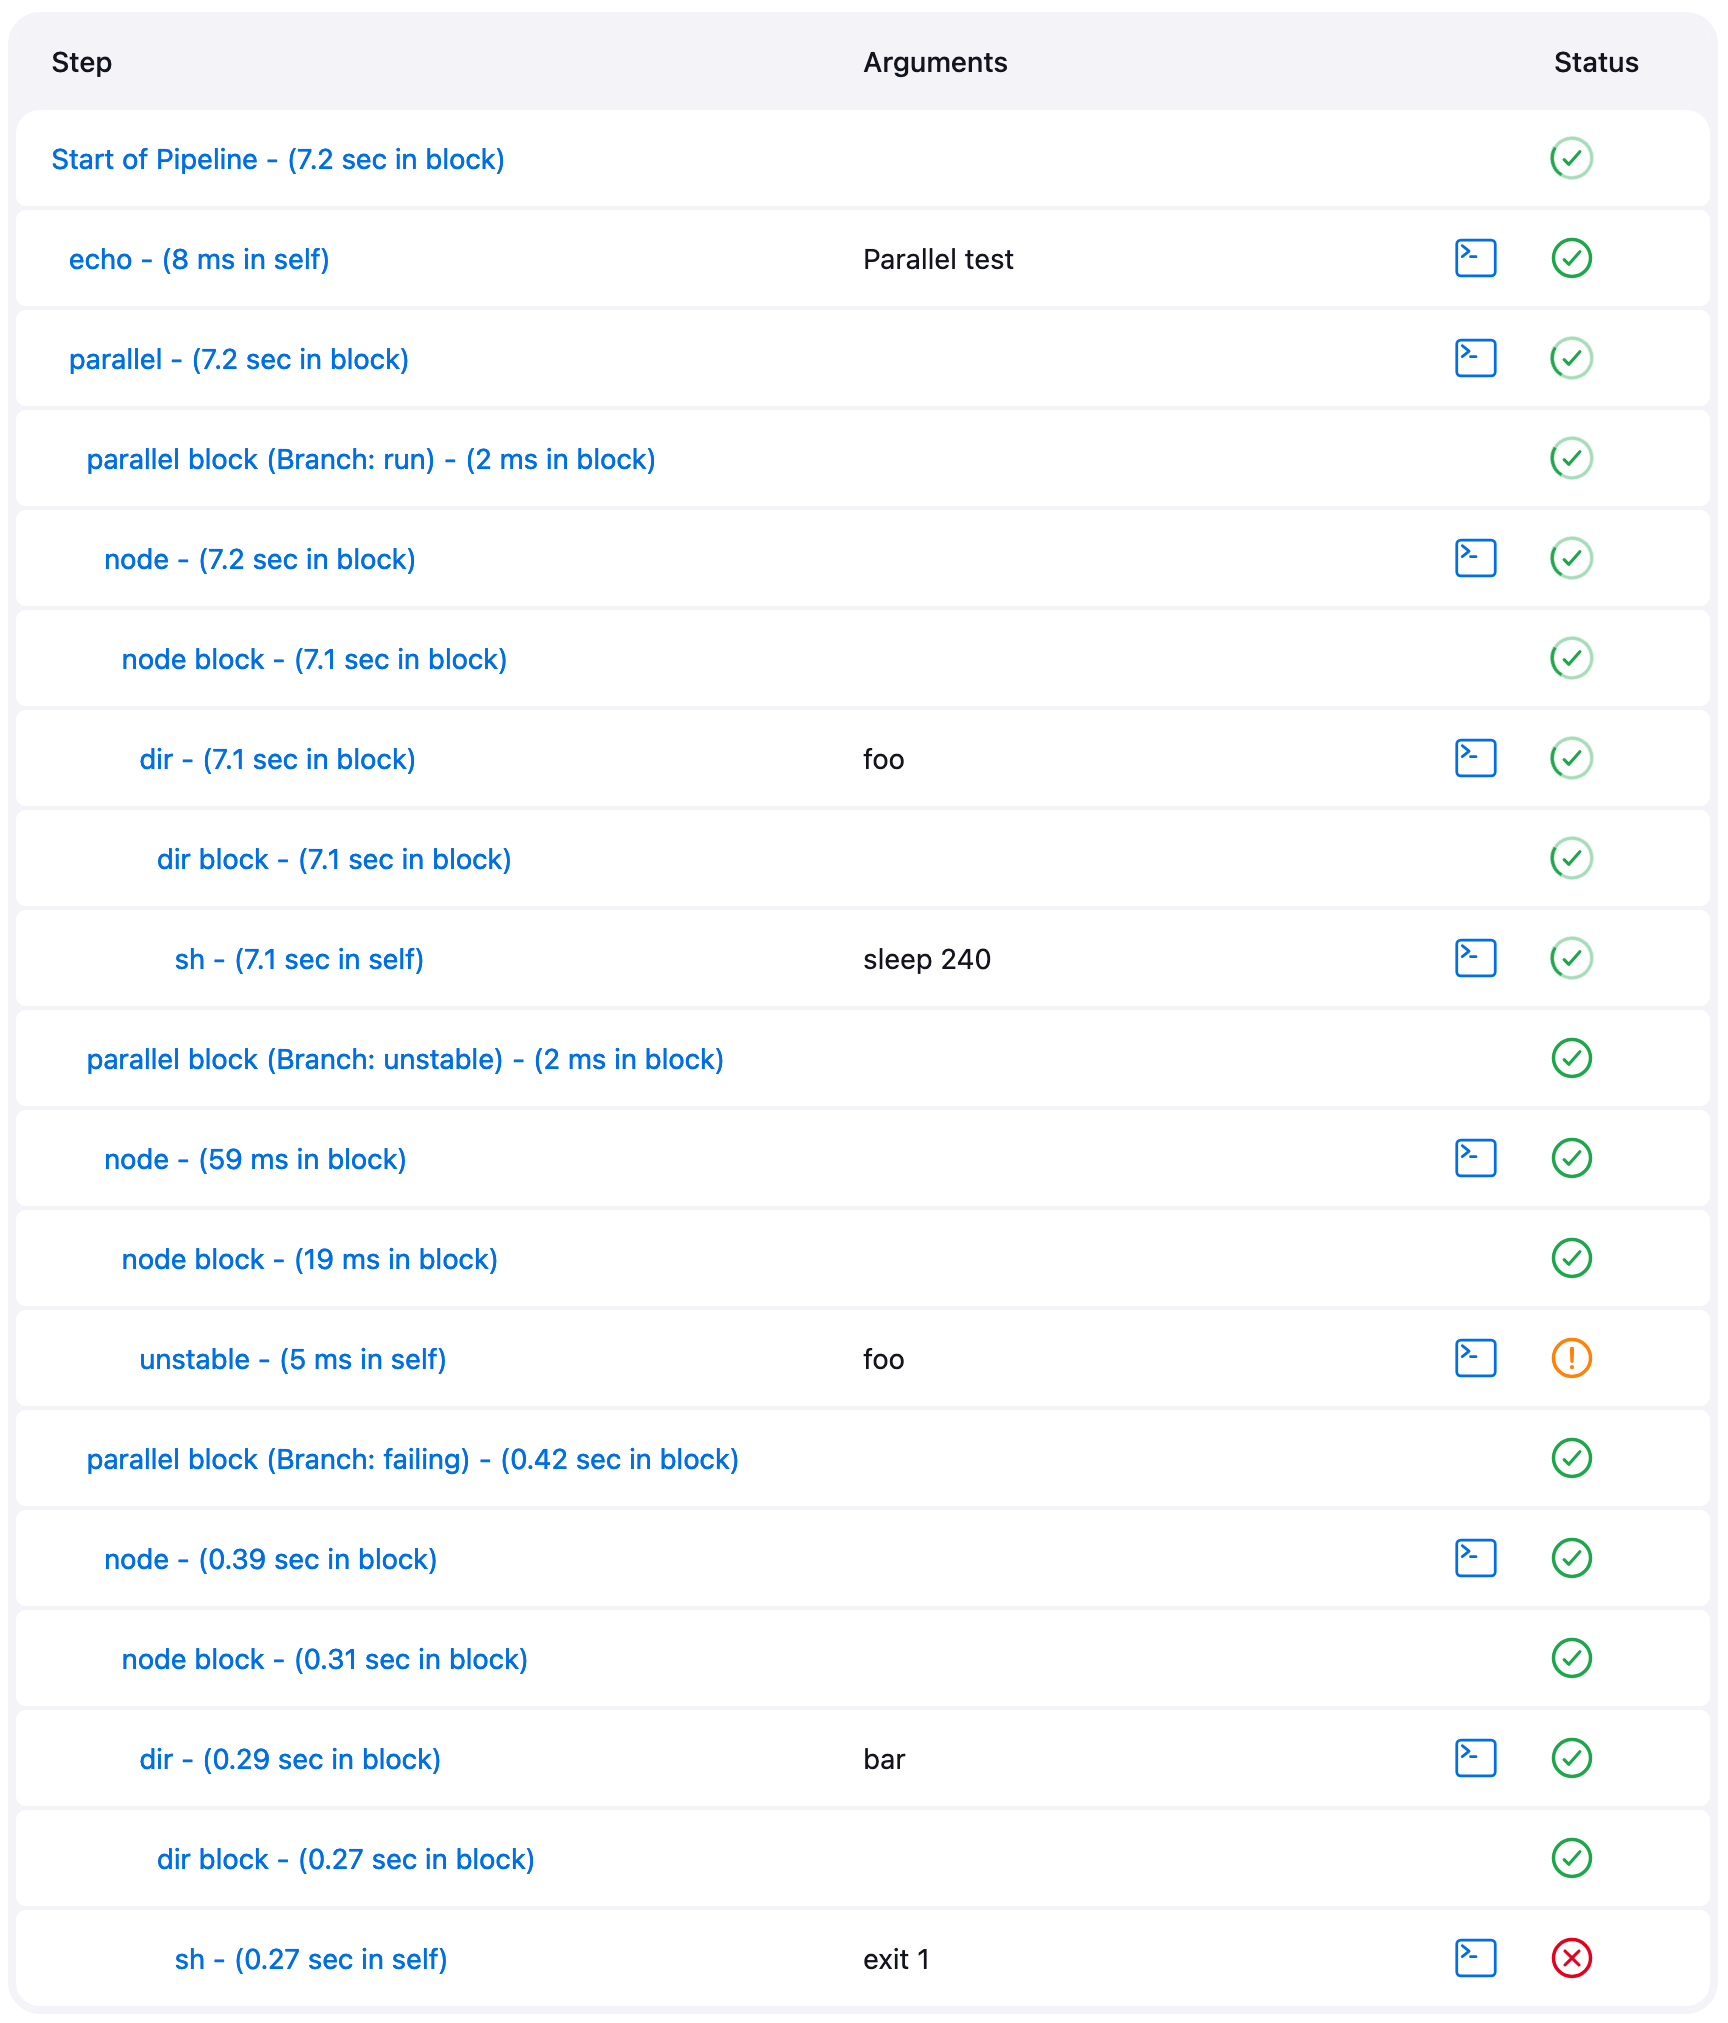 Step Arguments Status
Start of Pipeline - (7.2 sec in block)
echo - (8 ms in self) Parallel test
parallel - (7.2 sec in block)
parallel block (Branch: run) - (2 ms in block)
node - (7.2 sec in block)
node block - (7.1 sec in block)
dir - (7.1 sec in block) foo
dir block - (7.1 sec in block)
sh - (7.1 sec in self) sleep 240
parallel block (Branch: unstable) - (2 ms in block)
node - (59 ms in block)
node block - (19 ms in block)
unstable - (5 ms in self) foo
parallel block (Branch: failing) - (0.42 sec in block)
node - (0.39 sec in block)
node block - (0.31 sec in block)
dir - (0.29 sec in block) bar
dir block - (0.27 sec in block)
sh - (0.27 sec in self) exit 1